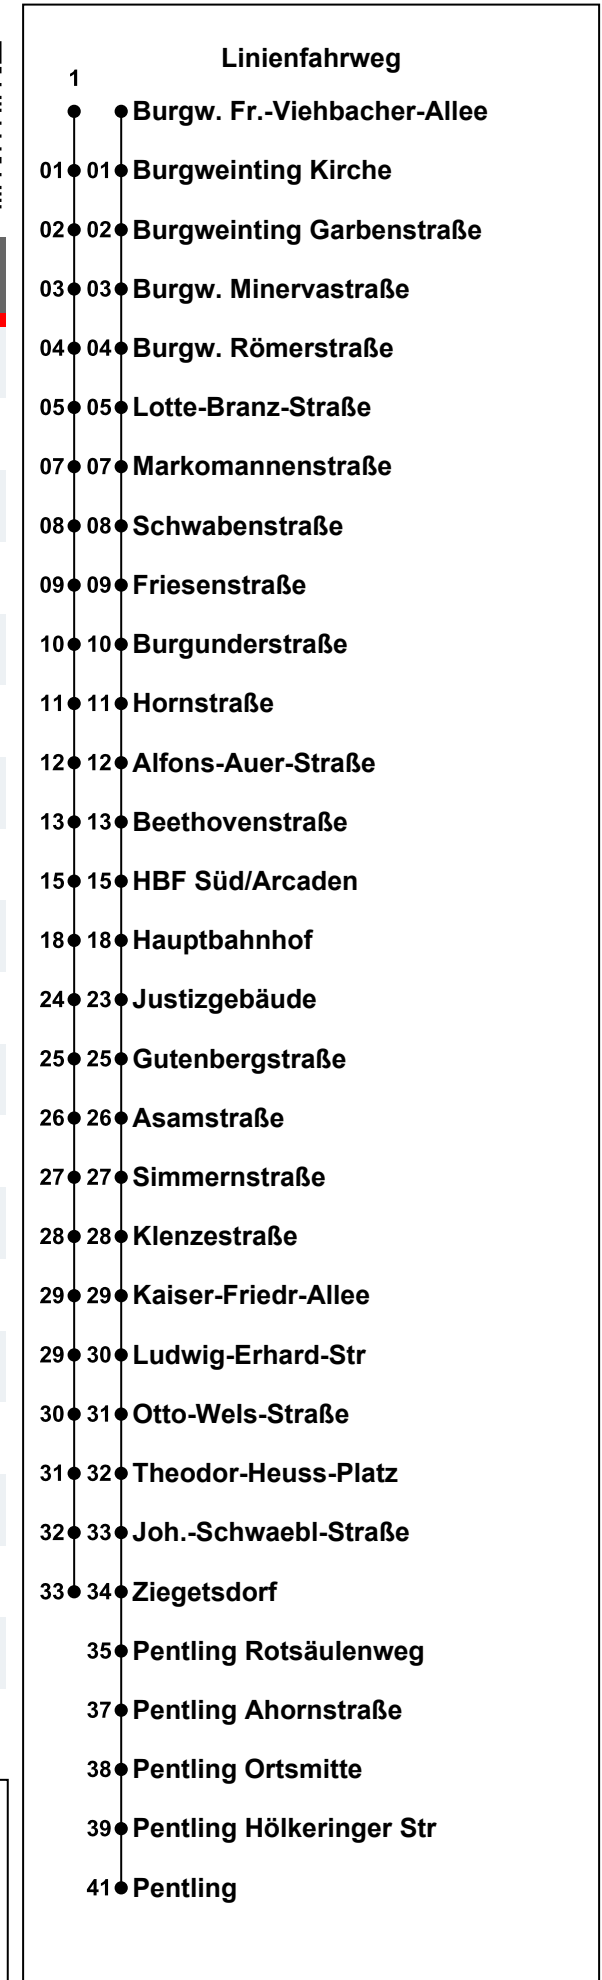 Linienfahrweg
1
Burgw. Fr.-Viehbacher-Allee
01 01 Burgweinting Kirche
02 02 Burgweinting Garbenstraße
03 03 Burgw. Minervastraße
04 04 Burgw. Römerstraße
05 05 Lotte-Branz-Straße
07 07 Markomannenstraße
08 08 Schwabenstraße
09 09 Friesenstraße
10 10 Burgunderstraße
11 11 Hornstraße
12 12 Alfons-Auer-Straße
13 13 Beethovenstraße
15 15 HBF Süd/Arcaden
18 18 Hauptbahnhof
24 23 Justizgebäude
25 25 Gutenbergstraße
26 26 Asamstraße
27 27 Simmernstraße
28 28 Klenzestraße
29 29 Kaiser-Friedr-Allee
29 30 Ludwig-Erhard-Str
30 31 Otto-Wels-Straße
31 32 Theodor-Heuss-Platz
32 33 Joh.-Schwaebl-Straße
33 34 Ziegetsdorf
35 Pentling Rotsäulenweg
37 Pentling Ahornstraße
38 Pentling Ortsmitte
39 Pentling Hölkeringer Str
41 Pentling